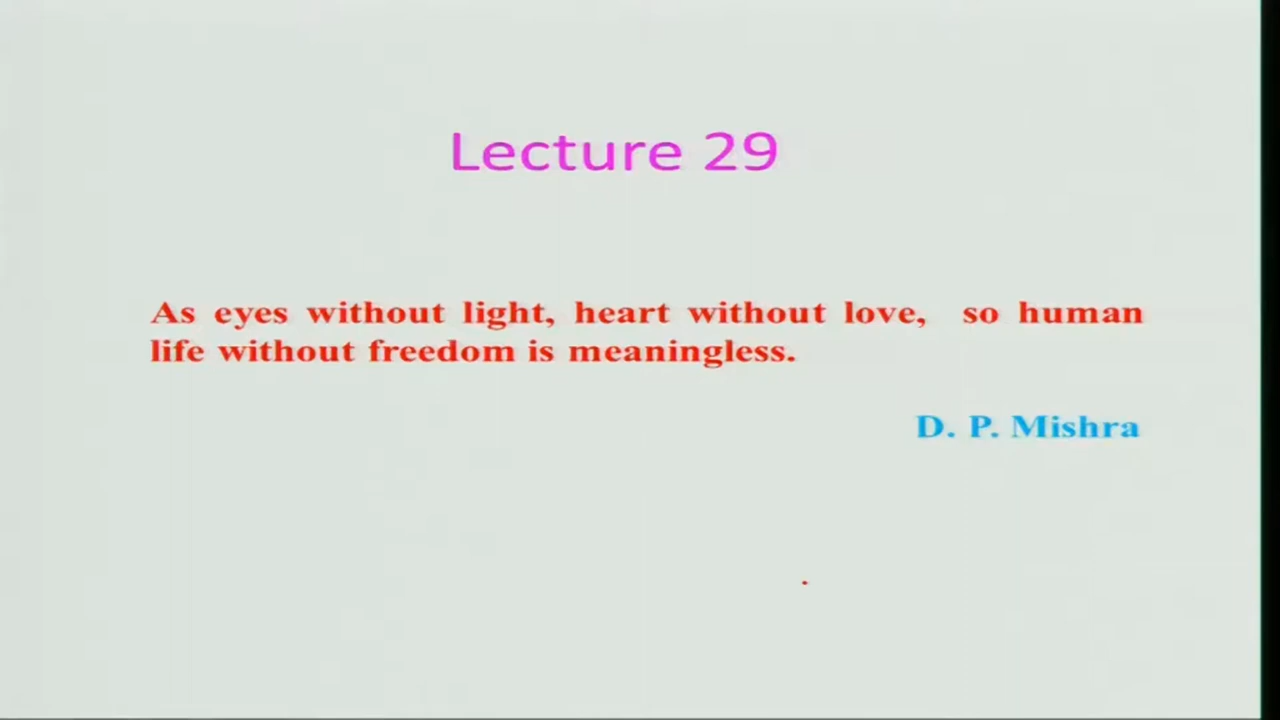 Lecture 29
As eyes without light, heart without love, so human
life without freedom is meaningless.
D. P. Mishra